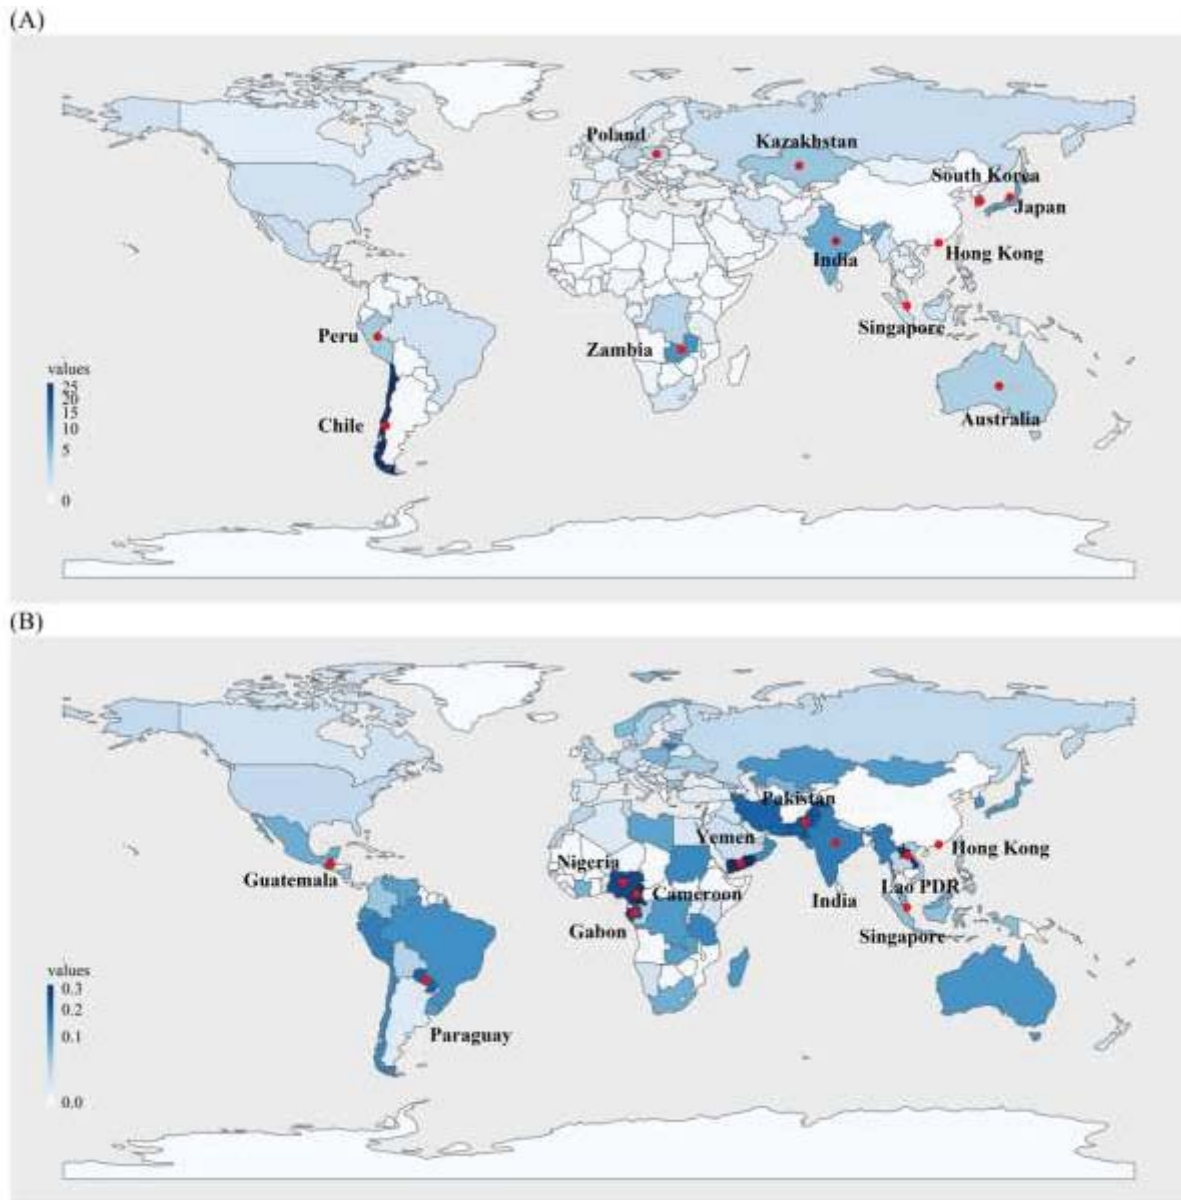 (A)
Poland
Kazakhstan
South Korea
Japan
India
Hong Kong
Peru
Zambia
Singapore
Chile
Australia
values
25
20
15
10
5
0
(B)
Pakistan
Yemen
Nigeria
Hong Kong
Guatemala
Cameroon
Lao PDR
India
Gabon
Singapore
Paraguay
values
0.3
0.2
0.1
0.0